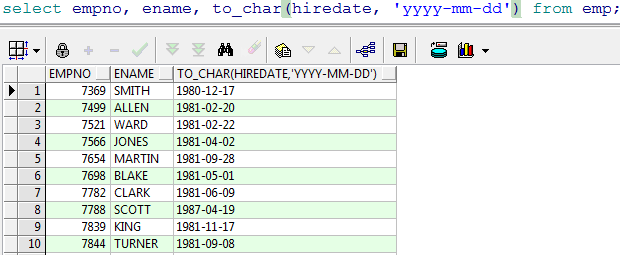 select empno, ename, to_char(hiredate, 'yyyy-mm-dd') from emp;
EMPNO ENAME TO_CHAR(HIREDATE,'YYYY-MM-DD')
1 7369 SMITH 1980-12-17
2 7499 ALLEN 1981-02-20
3 7521 WARD 1981-02-22
4 7566 JONES 1981-04-02
5 7654 MARTIN 1981-09-28
6 7698 BLAKE 1981-05-01
7 7782 CLARK 1981-06-09
8 7788 SCOTT 1987-04-19
9 7839 KING 1981-11-17
10 7844 TURNER 1981-09-08